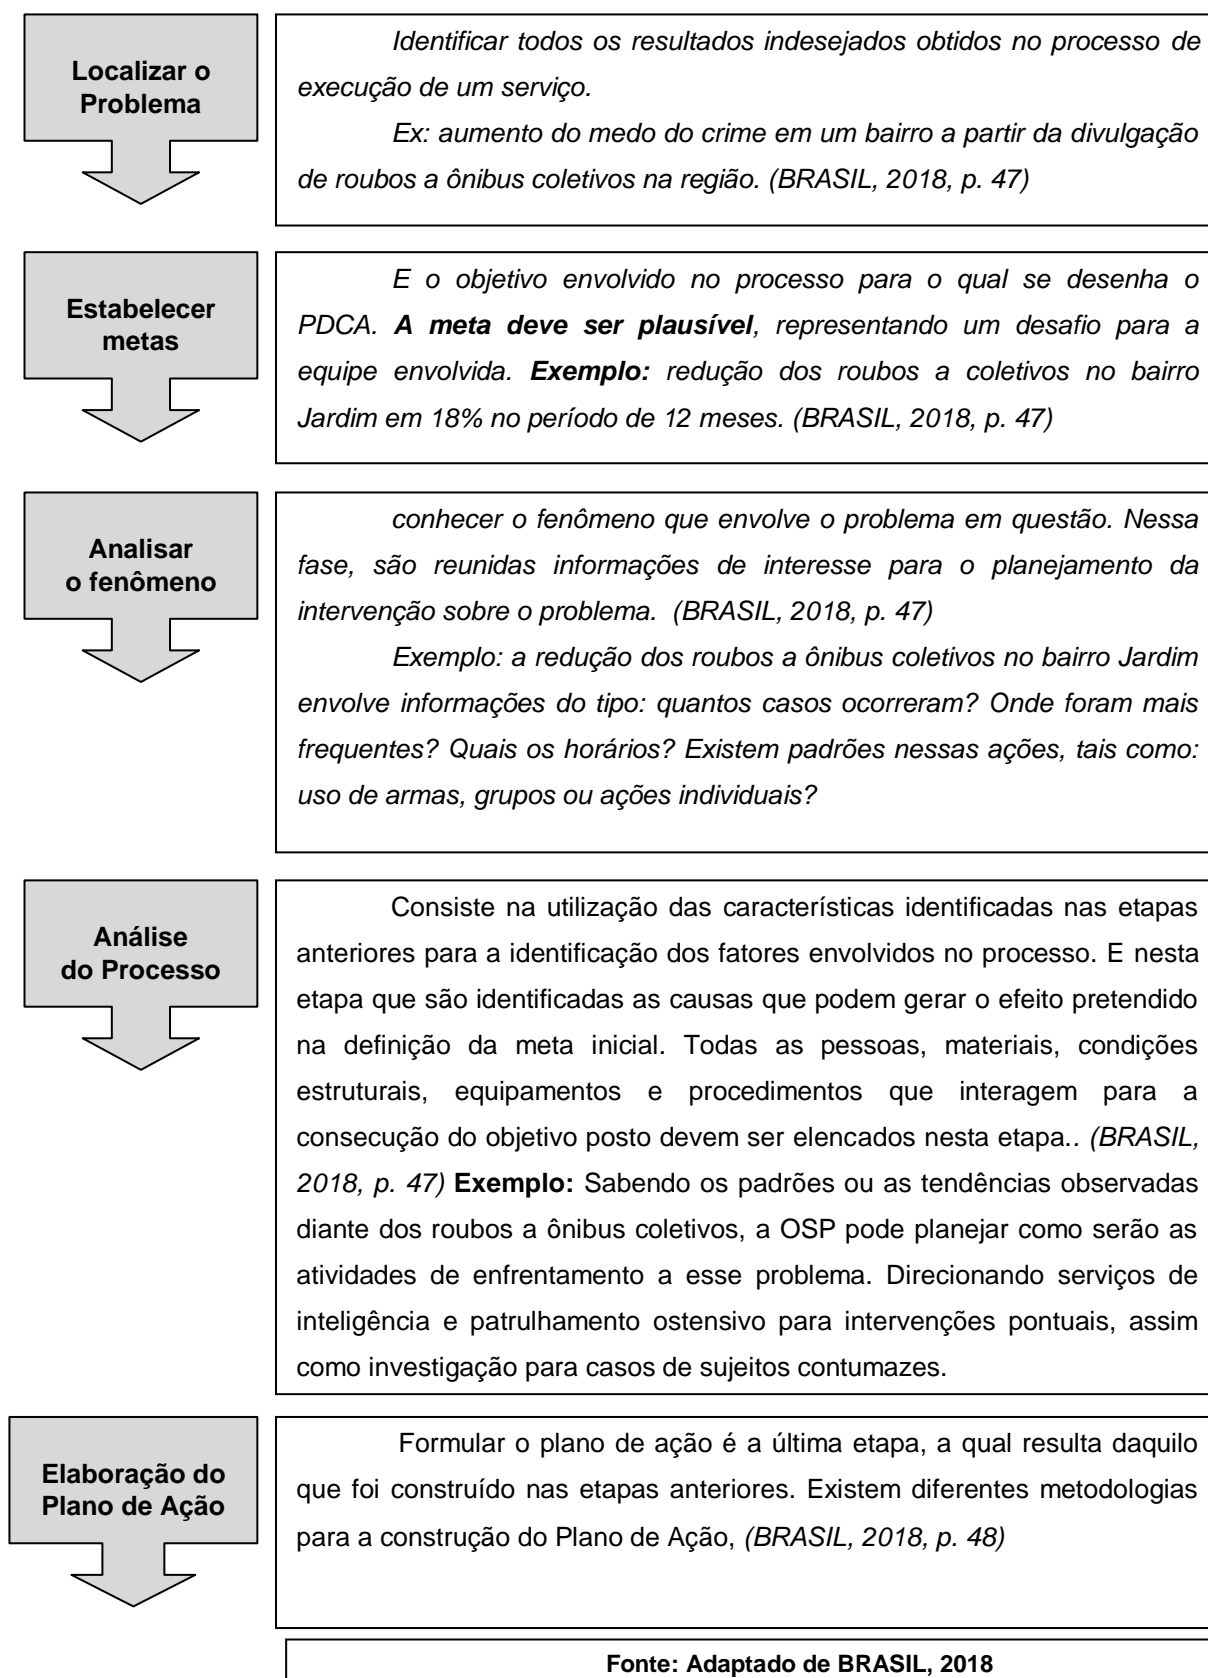 Localizar o
Problema
Identificar todos os resultados indesejados obtidos no processo de
execução de um serviço.
Ex: aumento do medo do crime em um bairro a partir da divulgação
de roubos a ônibus coletivos na região. (BRASIL, 2018, p. 47)
Estabelecer
metas
E o objetivo envolvido no processo para o qual se desenha o
PDCA. A meta deve ser plausível, representando um desafio para a
equipe envolvida. Exemplo: redução dos roubos a coletivos no bairro
Jardim em 18% no período de 12 meses. (BRASIL, 2018, p. 47)
Analisar
o fenômeno
conhecer o fenômeno que envolve o problema em questão. Nessa
fase, são reunidas informações de interesse para o planejamento da
intervenção sobre o problema. (BRASIL, 2018, p. 47)
Exemplo: a redução dos roubos a ônibus coletivos no bairro Jardim
envolve informações do tipo: quantos casos ocorreram? Onde foram mais
frequentes? Quais os horários? Existem padrões nessas ações, tais como:
uso de armas, grupos ou ações individuais?
Análise
do Processo
Consiste na utilização das características identificadas nas etapas
anteriores para a identificação dos fatores envolvidos no processo. E nesta
etapa que são identificadas as causas que podem gerar o efeito pretendido
na definição da meta inicial. Todas as pessoas, materiais, condições
estruturais, equipamentos e procedimentos que interagem para a
consecução do objetivo posto devem ser elencados nesta etapa.. (BRASIL,
2018, p. 47) Exemplo: Sabendo os padrões ou as tendências observadas
diante dos roubos a ônibus coletivos, a OSP pode planejar como serão as
atividades de enfrentamento a esse problema. Direcionando serviços de
inteligência e patrulhamento ostensivo para intervenções pontuais, assim
como investigação para casos de sujeitos contumazes.
Elaboração do
Plano de Ação
Formular o plano de ação é a última etapa, a qual resulta daquilo
que foi construído nas etapas anteriores. Existem diferentes metodologias
para a construção do Plano de Ação, (BRASIL, 2018, p. 48)
Fonte: Adaptado de BRASIL, 2018